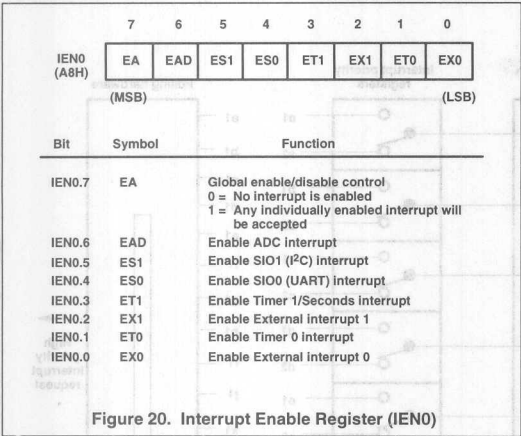 7 6 5 4 3 2 1 0
IEN0 (A8H) EA EAD ES1 ES0 ET1 EX1 ET0 EX0
(MSB) (LSB)
Bit Symbol Function
IEN0.7 EA Global enable/disable control
0 = No interrupt is enabled
1 = Any individually enabled interrupt will
be accepted
IEN0.6 EAD Enable ADC interrupt
IEN0.5 ES1 Enable SIO1 (I²C) interrupt
IEN0.4 ES0 Enable SIO0 (UART) interrupt
IEN0.3 ET1 Enable Timer 1/Seconds interrupt
IEN0.2 EX1 Enable External interrupt 1
IEN0.1 ET0 Enable Timer 0 interrupt
IEN0.0 EX0 Enable External interrupt 0
Figure 20. Interrupt Enable Register (IEN0)